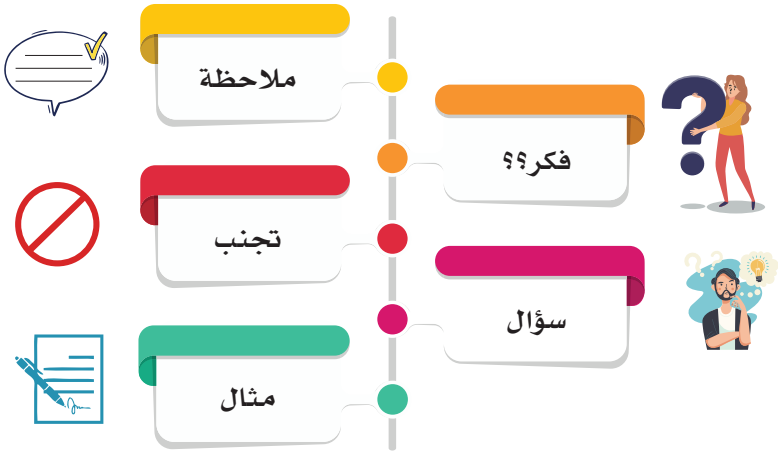 ملاحظة
فكر؟؟
تجنب
سؤال
مثال